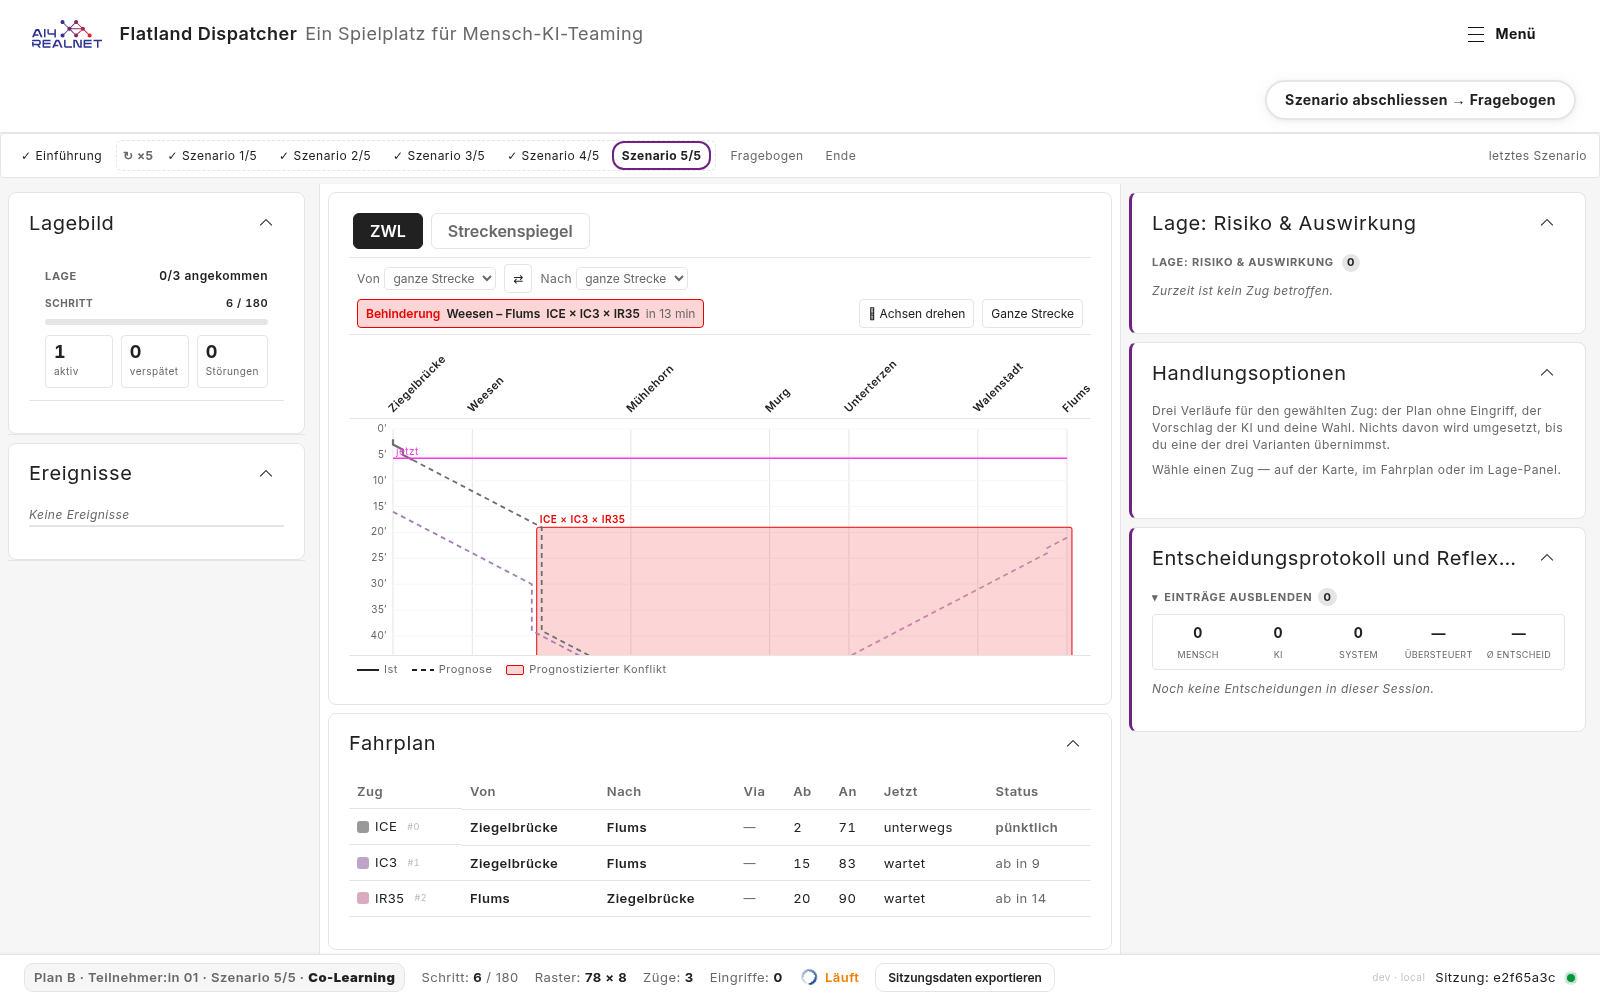 AI4
REALNET
Flatland Dispatcher Ein Spielplatz für Mensch-KI-Teaming
Menü
Szenario abschliessen → Fragebogen
✓ Einführung
↻ ×5
✓ Szenario 1/5
✓ Szenario 2/5
✓ Szenario 3/5
✓ Szenario 4/5
Szenario 5/5
Fragebogen
Ende
letztes Szenario
Lagebild
LAGE 0/3 angekommen
SCHRITT 6 / 180
1 aktiv
0 verspätet
0 Störungen
Ereignisse
Keine Ereignisse
ZWL
Streckenspiegel
Von ganze Strecke ⇄ Nach ganze Strecke
Behinderung Weesen – Flums ICE × IC3 × IR35 in 13 min
Achsen drehen
Ganze Strecke
Ziegelbrücke
Weesen
Mühlehorn
Murg
Unterterzen
Walenstadt
Flums
0'
jetzt
5'
10'
15'
ICE × IC3 × IR35
20'
25'
30'
35'
40'
Ist
Prognose
Prognostizierter Konflikt
Fahrplan
Zug Von Nach Via Ab An Jetzt Status
ICE #0 Ziegelbrücke Flums — 2 71 unterwegs pünktlich
IC3 #1 Ziegelbrücke Flums — 15 83 wartet ab in 9
IR35 #2 Flums Ziegelbrücke — 20 90 wartet ab in 14
Lage: Risiko & Auswirkung
LAGE: RISIKO & AUSWIRKUNG 0
Zurzeit ist kein Zug betroffen.
Handlungsoptionen
Drei Verläufe für den gewählten Zug: der Plan ohne Eingriff, der
Vorschlag der KI und deine Wahl. Nichts davon wird umgesetzt, bis
du eine der drei Varianten übernimmst.
Wähle einen Zug — auf der Karte, im Fahrplan oder im Lage-Panel.
Entscheidungsprotokoll und Reflex...
▾ EINTRÄGE AUSBLENDEN 0
0 0 0 — —
MENSCH KI SYSTEM ÜBERSTEUERT Ø ENTSCHEID
Noch keine Entscheidungen in dieser Session.
Plan B · Teilnehmer:in 01 · Szenario 5/5 · Co-Learning
Schritt: 6 / 180
Raster: 78 × 8
Züge: 3
Eingriffe: 0
Läuft
Sitzungsdaten exportieren
dev · local
Sitzung: e2f65a3c